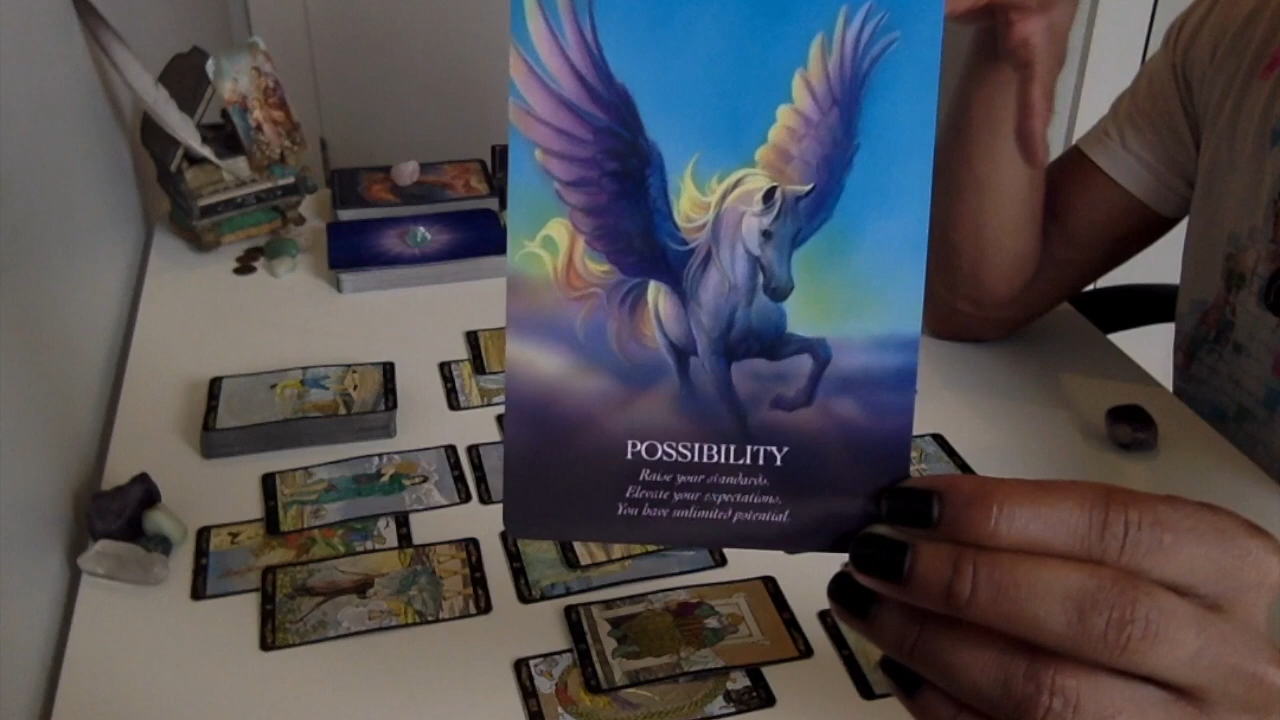 POSSIBILITY
Raise your standards.
Elevate your expectations.
You have unlimited potential.